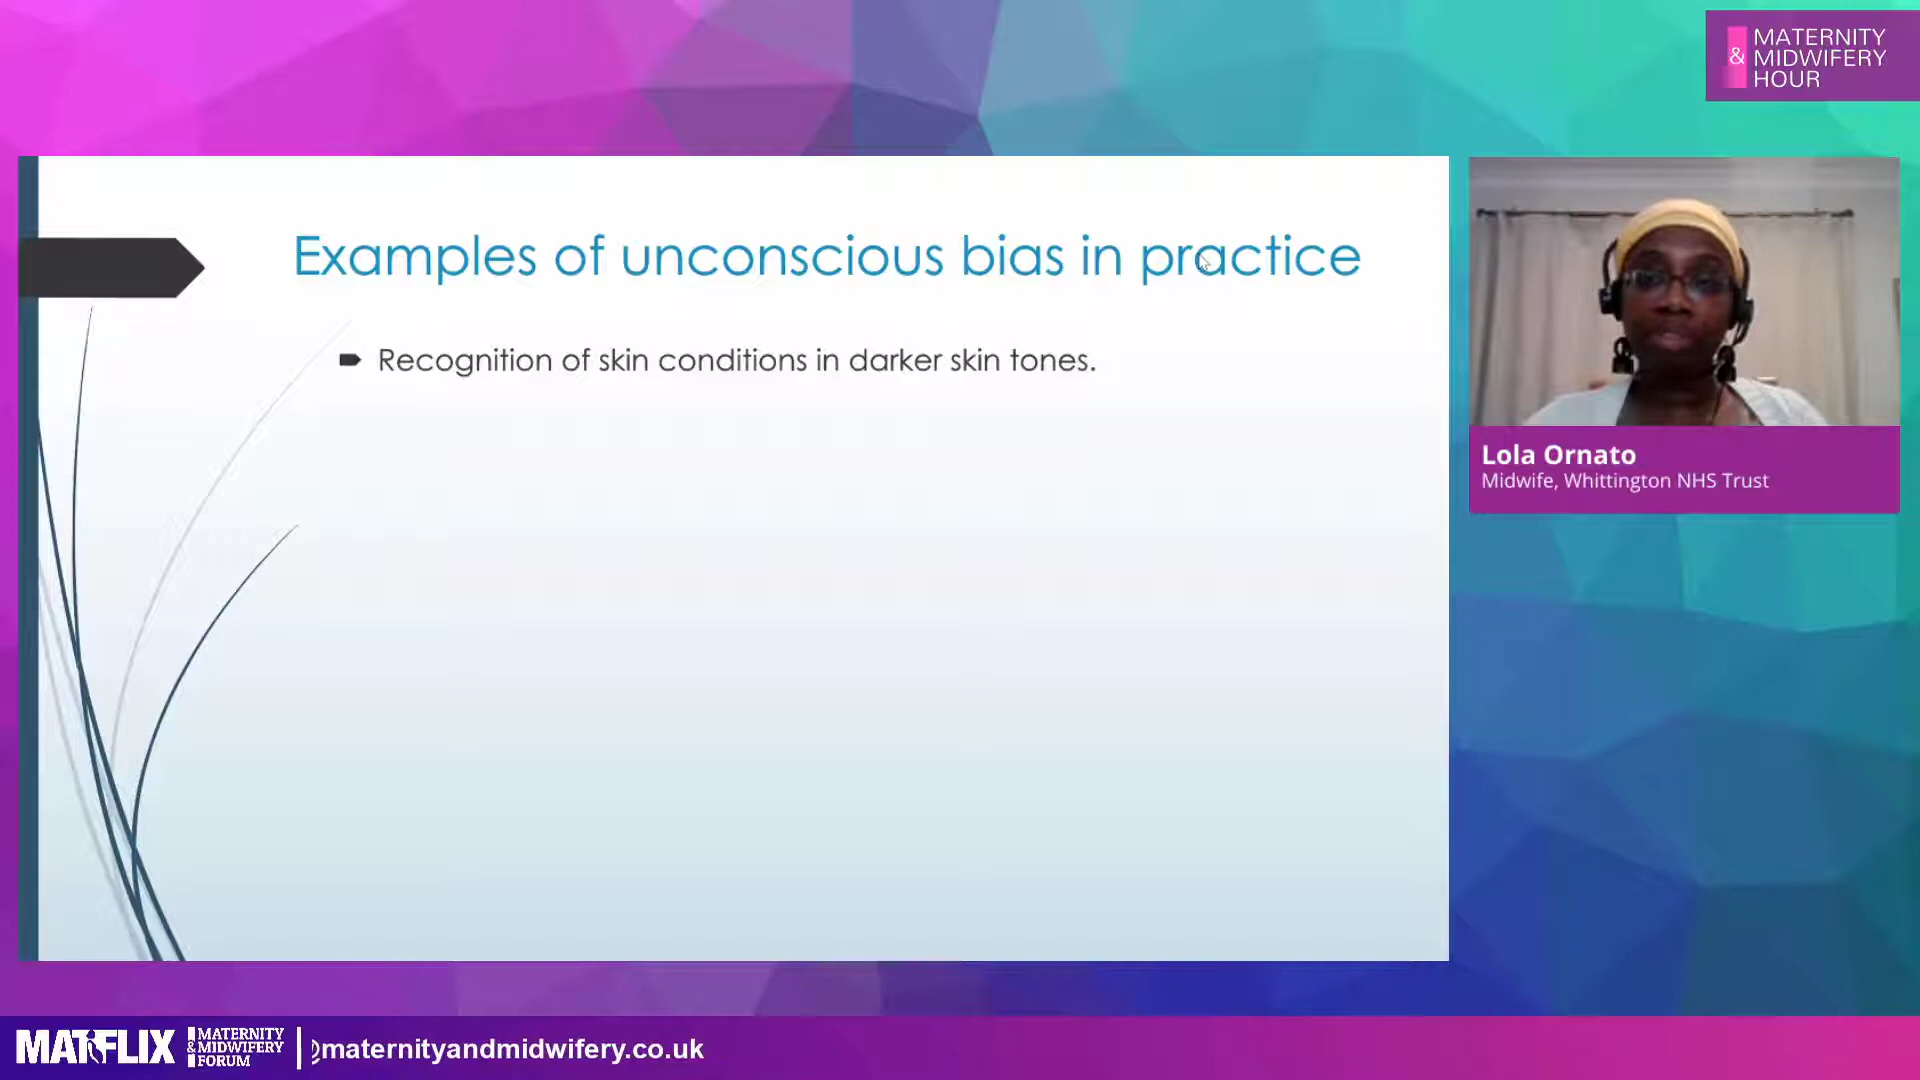 MATERNITY
& MIDWIFERY
HOUR
Examples of unconscious bias in practice
Recognition of skin conditions in darker skin tones.
Lola Ornato
Midwife, Whittington NHS Trust
MATFLIX
MATERNITY
& MIDWIFERY
FORUM
@maternityandmidwifery.co.uk